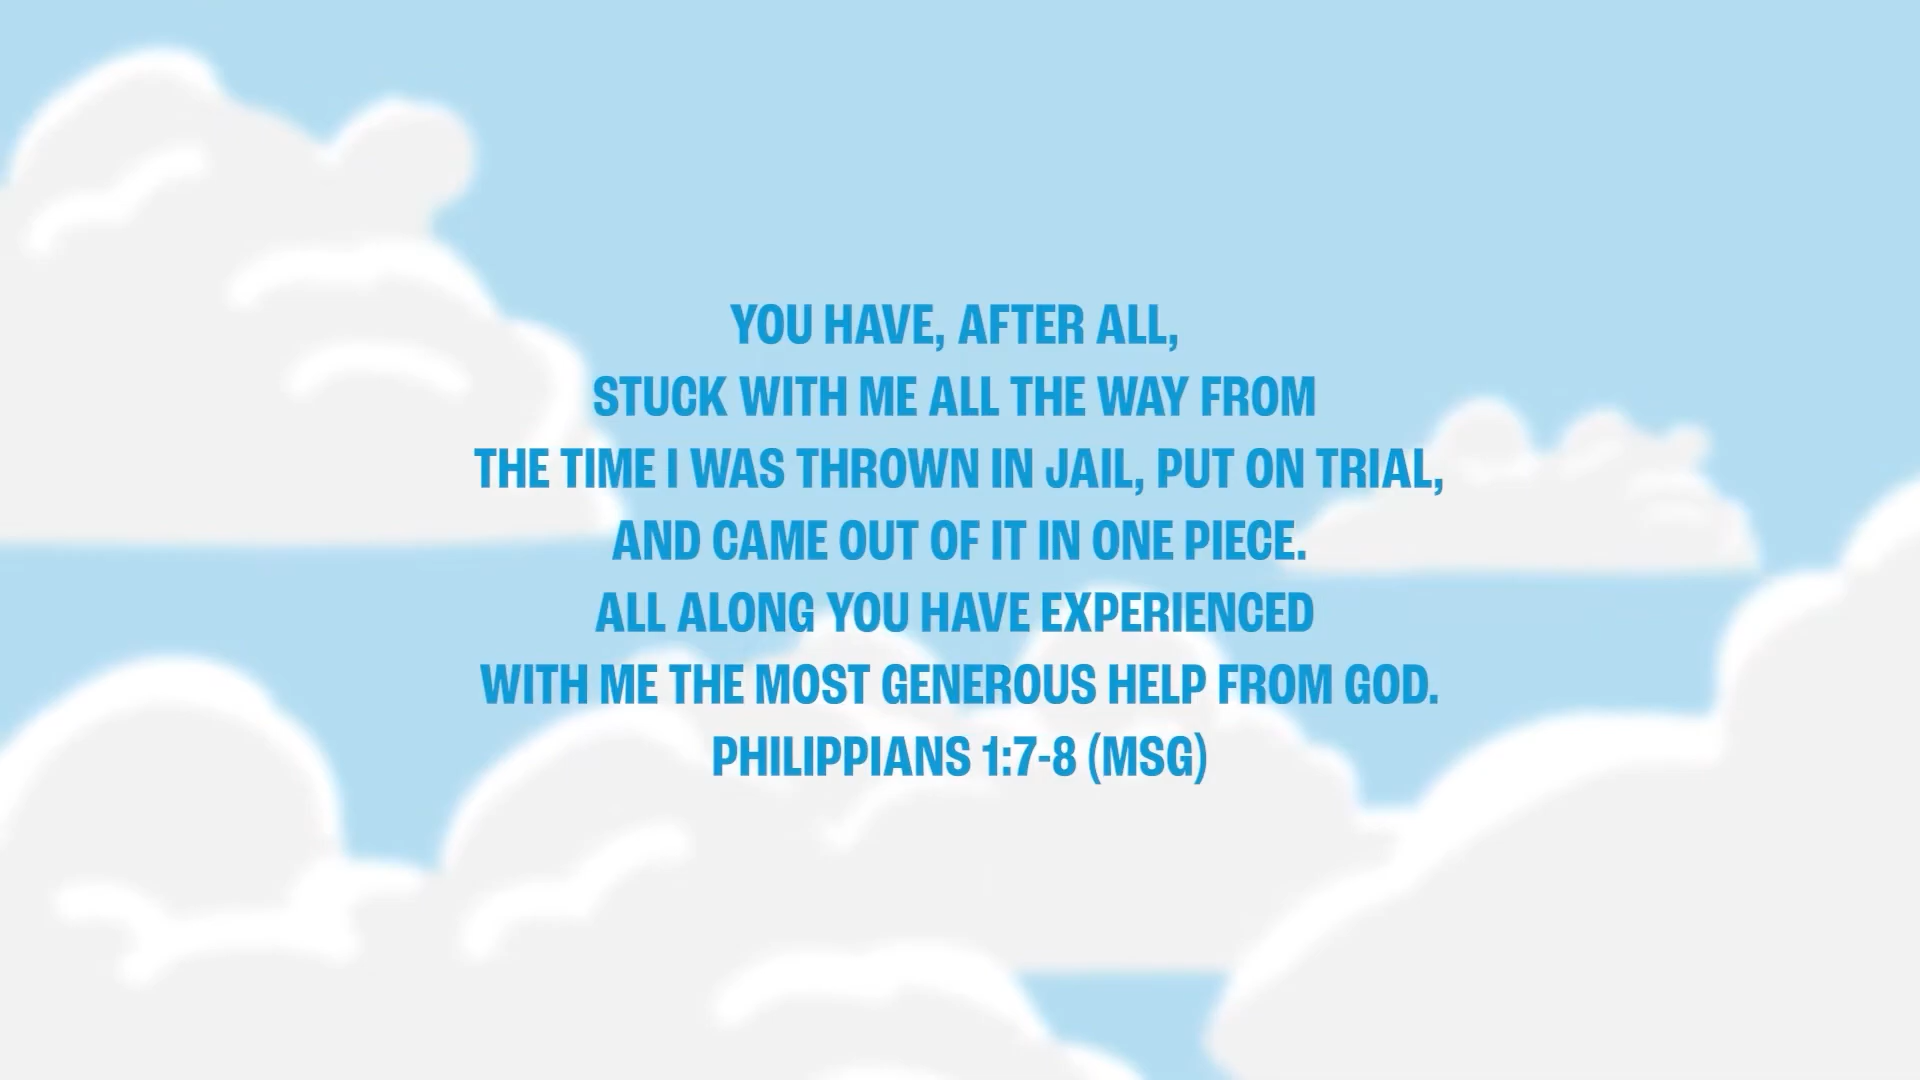 YOU HAVE, AFTER ALL,
STUCK WITH ME ALL THE WAY FROM
THE TIME I WAS THROWN IN JAIL, PUT ON TRIAL,
AND CAME OUT OF IT IN ONE PIECE.
ALL ALONG YOU HAVE EXPERIENCED
WITH ME THE MOST GENEROUS HELP FROM GOD.
PHILIPPIANS 1:7-8 (MSG)